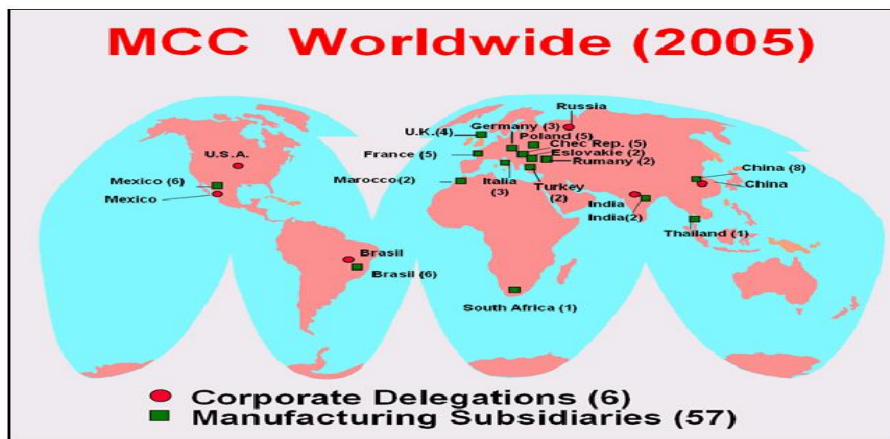 MCC Worldwide (2005)
Russia
Germany (3)
U.K.(4)
Poland (5)
Chec Rep. (5)
U.S.A.
France (5)
Eslovakie (2)
Rumany (2)
China (8)
Mexico (6)
Marocco (2)
Italia
(3)
Turkey
(2)
China
Mexico
India
India(2)
Thailand (1)
Brasil
Brasil (6)
South Africa (1)
Corporate Delegations (6)
Manufacturing Subsidiaries (57)